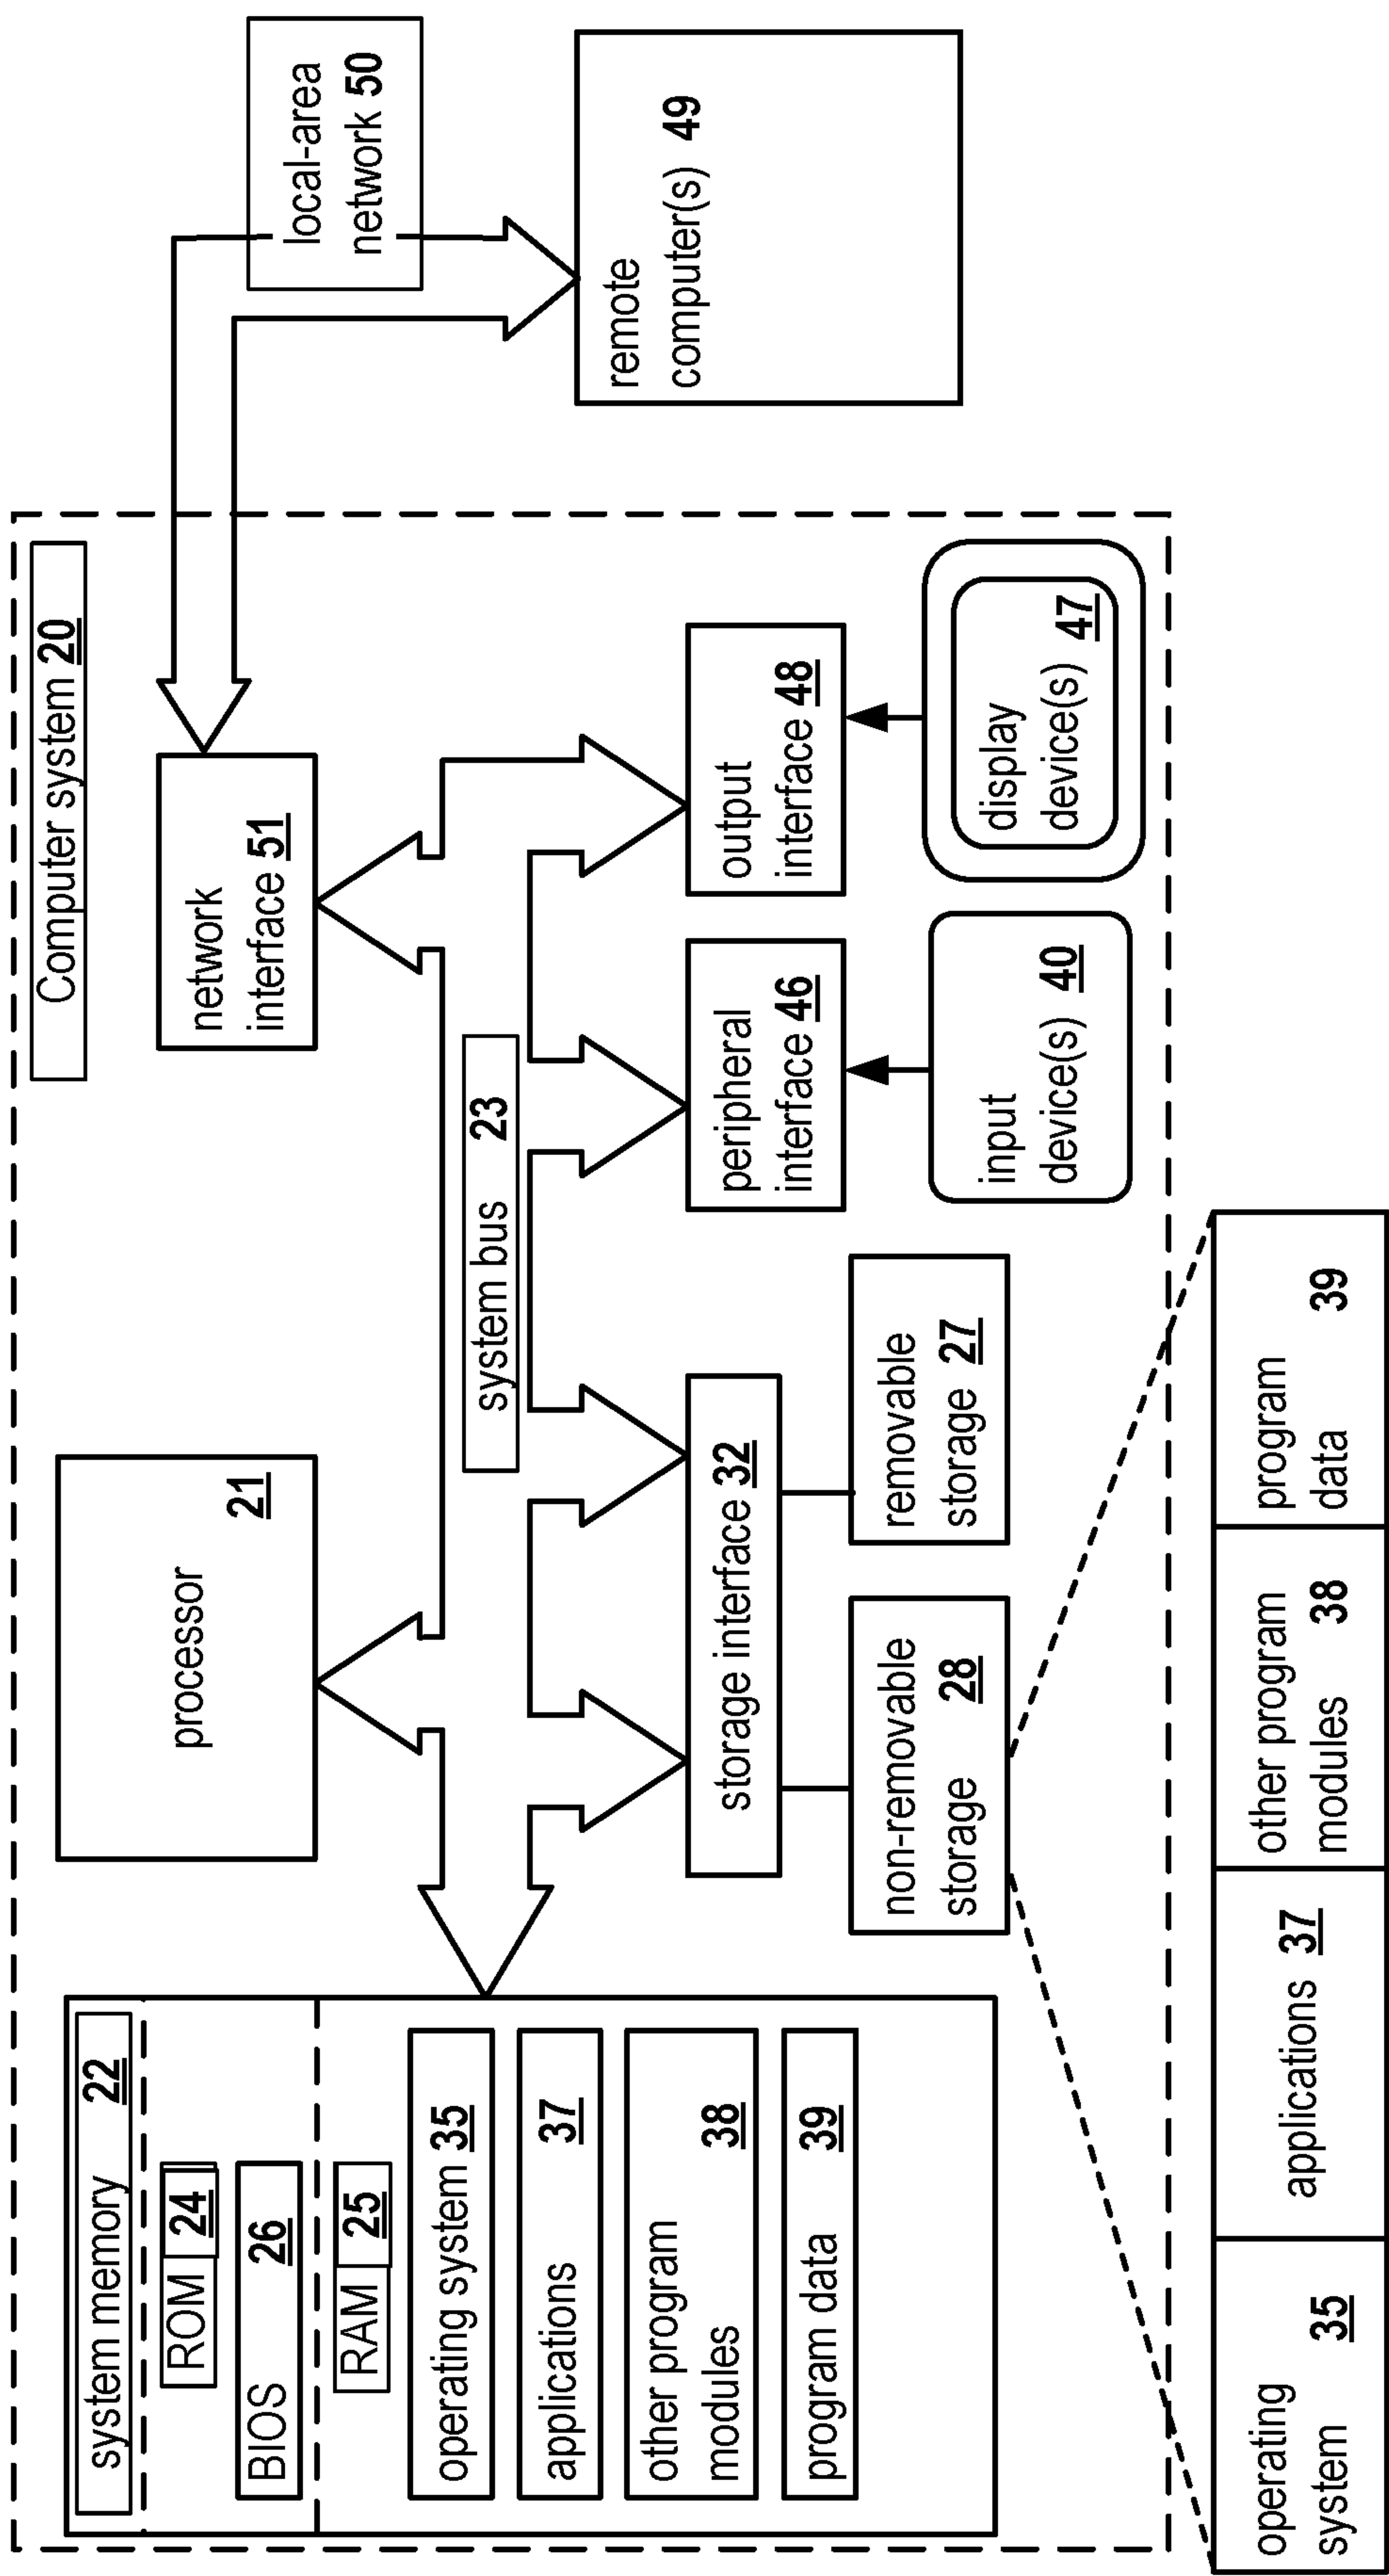 Computer system 20
system memory 22
ROM 24
BIOS 26
RAM 25
operating system 35
applications 37
other program
modules 38
program data 39
processor
21
network
interface 51
local-area
network 50
remote
computer(s) 49
system bus 23
storage interface 32
non-removable
storage 28
removable
storage 27
peripheral
interface 46
output
interface 48
input
device(s) 40
display
device(s) 47
operating
system 35
applications 37
other program
modules 38
program
data 39